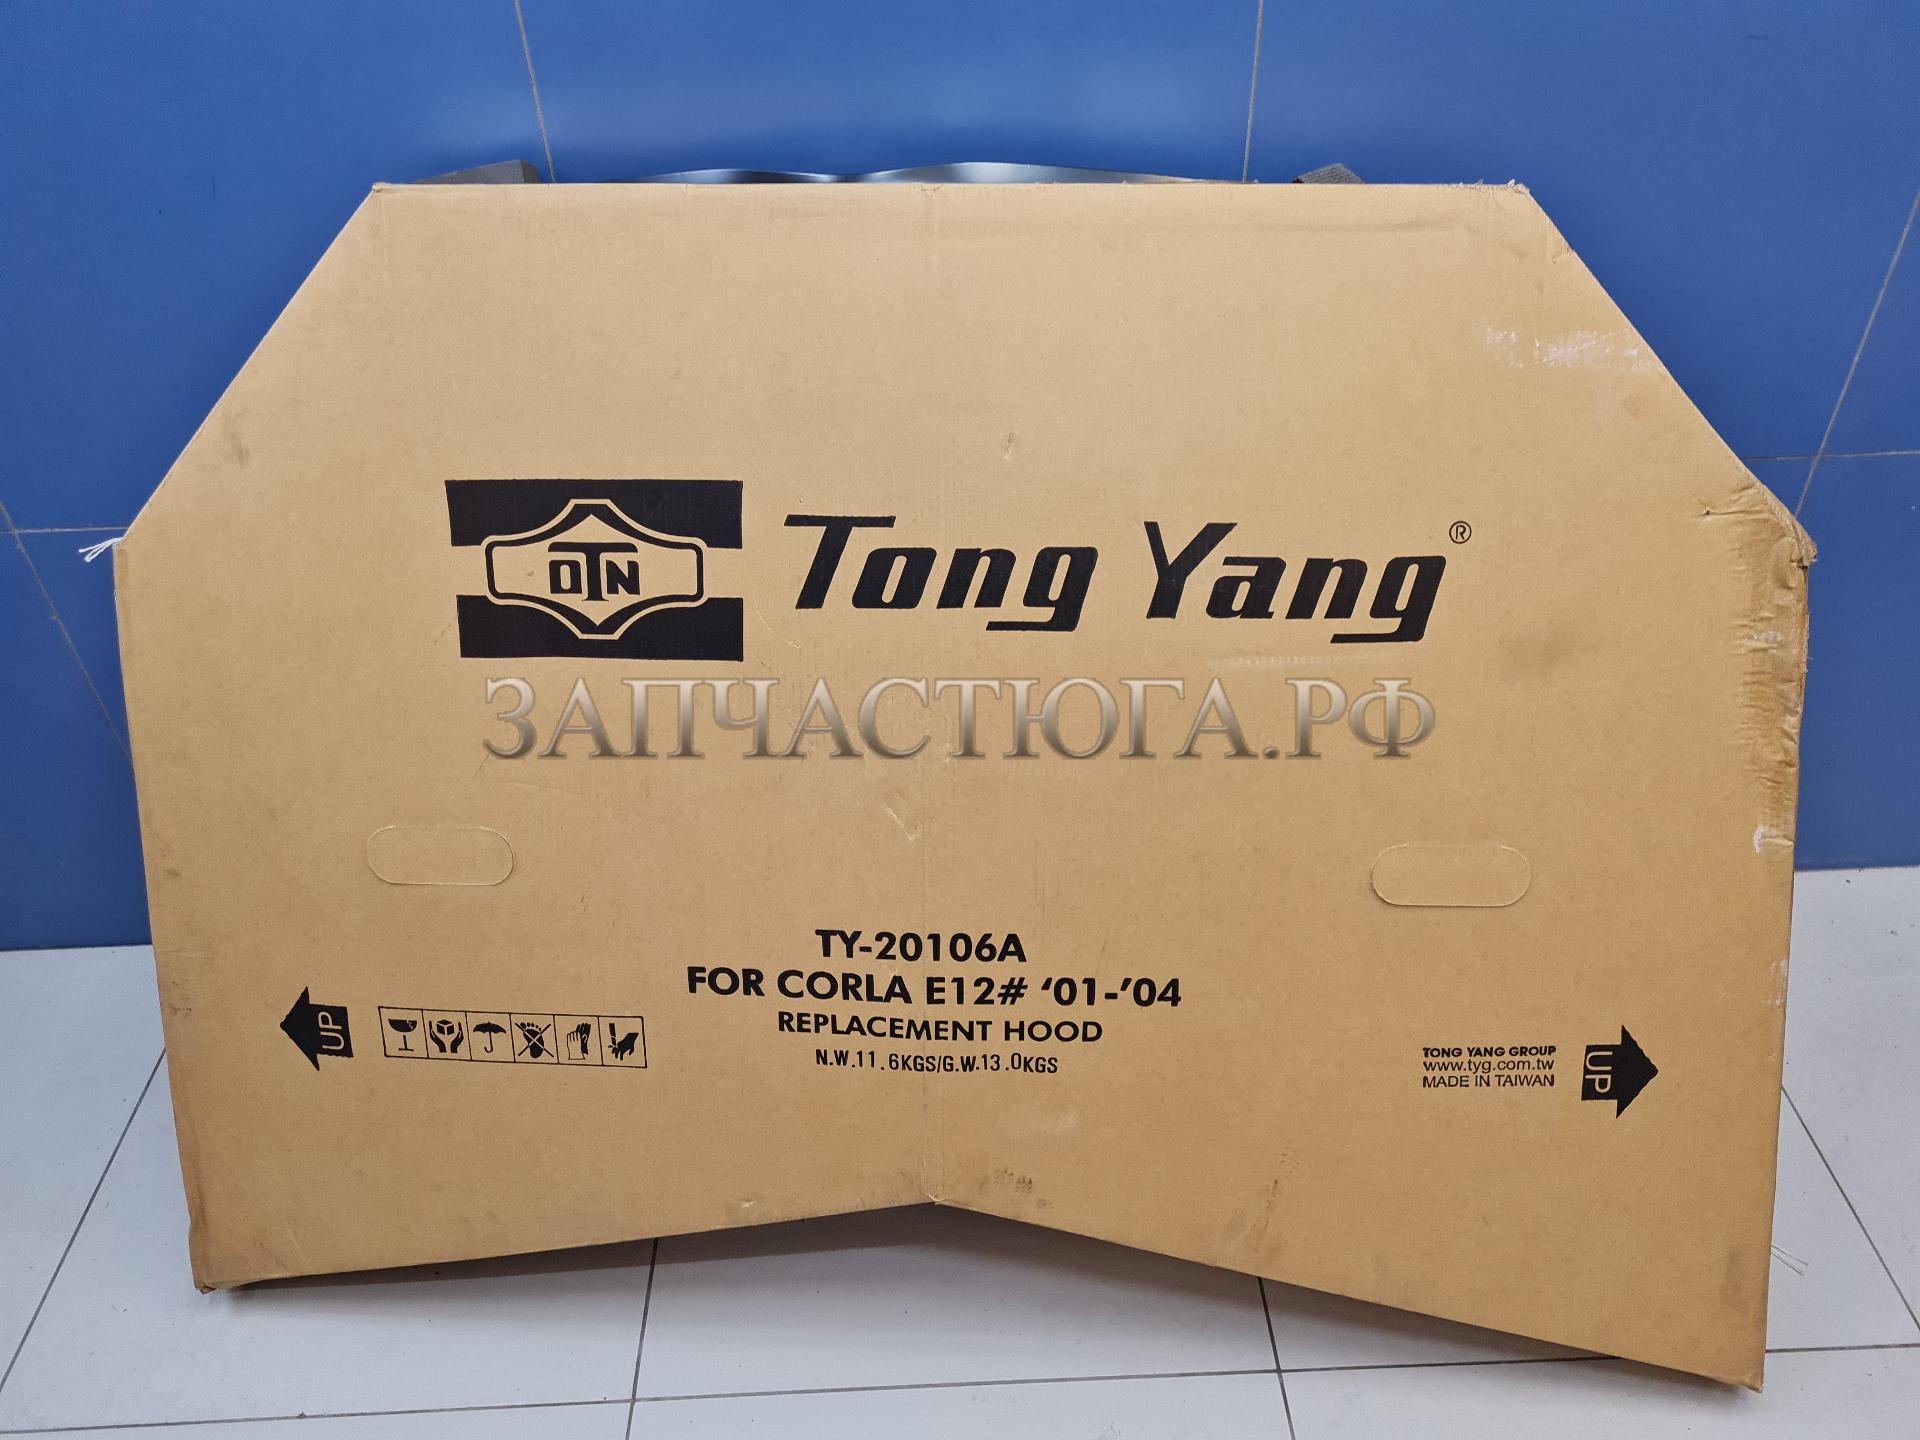 OTN Tong Yang®
ЗАПЧАСТЮГА.РФ
TY-20106A
FOR CORLA E12# ‘01-’04
REPLACEMENT HOOD
N.W.11.6KGS/G.W.13.0KGS
UP
TONG YANG GROUP
www.tyg.com.tw
MADE IN TAIWAN
UP